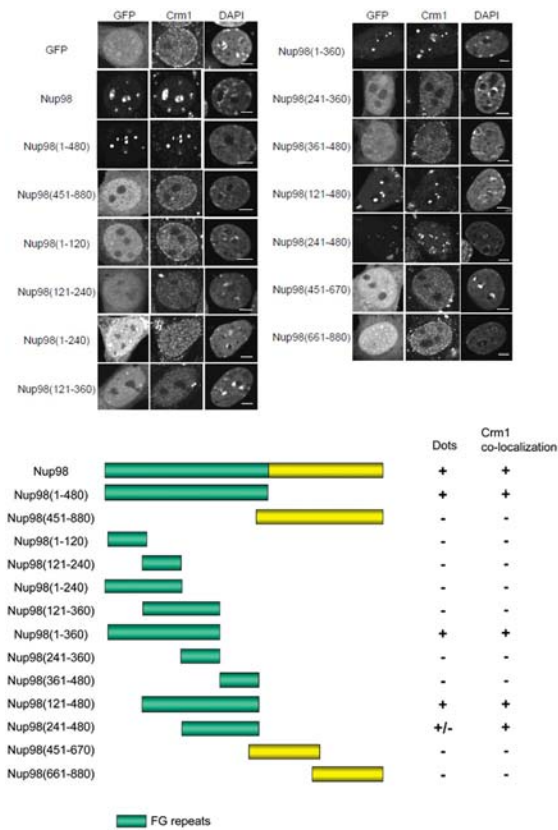 GFP Crm1 DAPI
GFP
Nup98
Nup98(1-480)
Nup98(451-880)
Nup98(1-120)
Nup98(121-240)
Nup98(1-240)
Nup98(121-360)
GFP Crm1 DAPI
Nup98(1-360)
Nup98(241-360)
Nup98(361-480)
Nup98(121-480)
Nup98(241-480)
Nup98(451-670)
Nup98(661-880)
Dots Crm1
co-localization
Nup98 + +
Nup98(1-480) + +
Nup98(451-880) - -
Nup98(1-120) - -
Nup98(121-240) - -
Nup98(1-240) - -
Nup98(121-360) - -
Nup98(1-360) + +
Nup98(241-360) - -
Nup98(361-480) - -
Nup98(121-480) + +
Nup98(241-480) +/- +
Nup98(451-670) - -
Nup98(661-880) - -
FG repeats